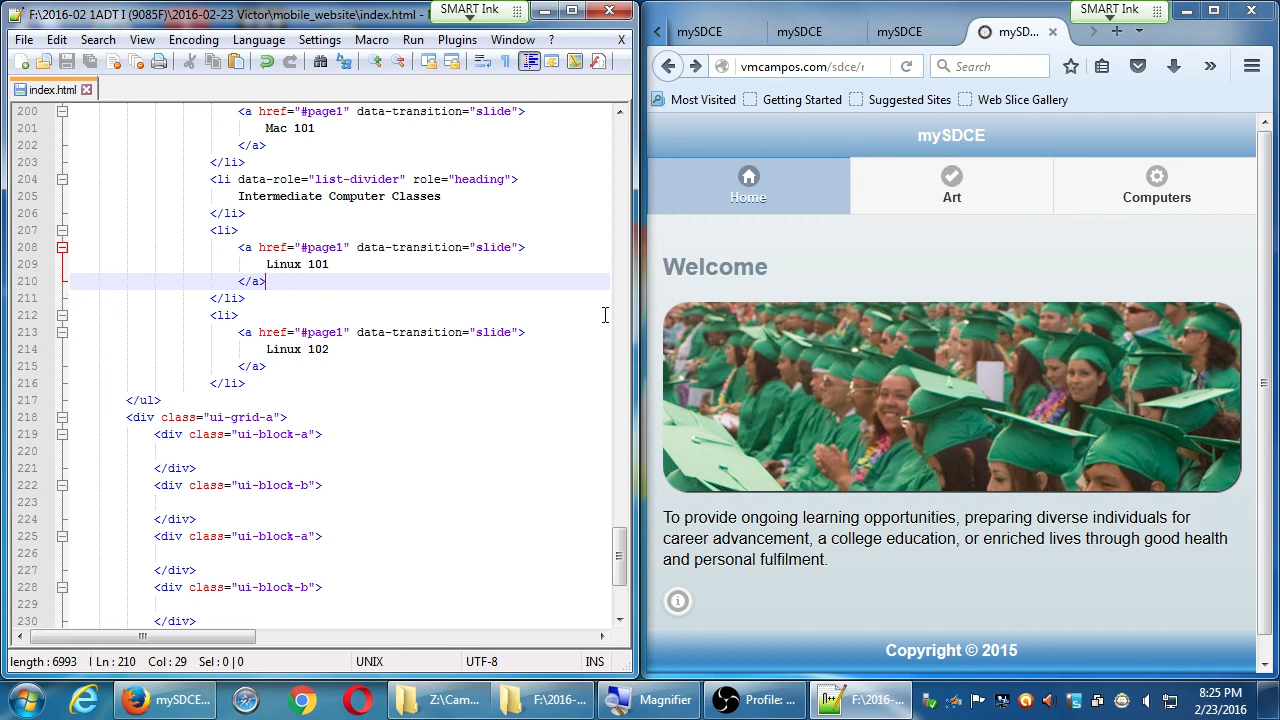 F:\2016-02 1ADT I (9085F)\2016-02-23 Victor\mobile_website\index.html - N
SMART Ink
File Edit Search View Encoding Language Settings Macro Run Plugins Window ? X
index.html
200 <a href="#page1" data-transition="slide">
201 Mac 101
202 </a>
203 </li>
204 <li data-role="list-divider" role="heading">
205 Intermediate Computer Classes
206 </li>
207 <li>
208 <a href="#page1" data-transition="slide">
209 Linux 101
210 </a>
211 </li>
212 <li>
213 <a href="#page1" data-transition="slide">
214 Linux 102
215 </a>
216 </li>
217 </ul>
218 <div class="ui-grid-a">
219 <div class="ui-block-a">
220
221 </div>
222 <div class="ui-block-b">
223
224 </div>
225 <div class="ui-block-a">
226
227 </div>
228 <div class="ui-block-b">
229
230 </div>
length : 6993 Ln : 210 Col : 29 Sel : 0 | 0 UNIX UTF-8 INS
SMART Ink
mySDCE mySDCE mySDCE mySD...
vmcampos.com/sdce/r Search
Most Visited Getting Started Suggested Sites Web Slice Gallery
mySDCE
Home Art Computers
Welcome
To provide ongoing learning opportunities, preparing diverse individuals for
career advancement, a college education, or enriched lives through good health
and personal fulfilment.
Copyright © 2015
mySDCE... Z:\Cam... F:\2016-... Magnifier Profile: ... F:\2016-... 8:25 PM
2/23/2016